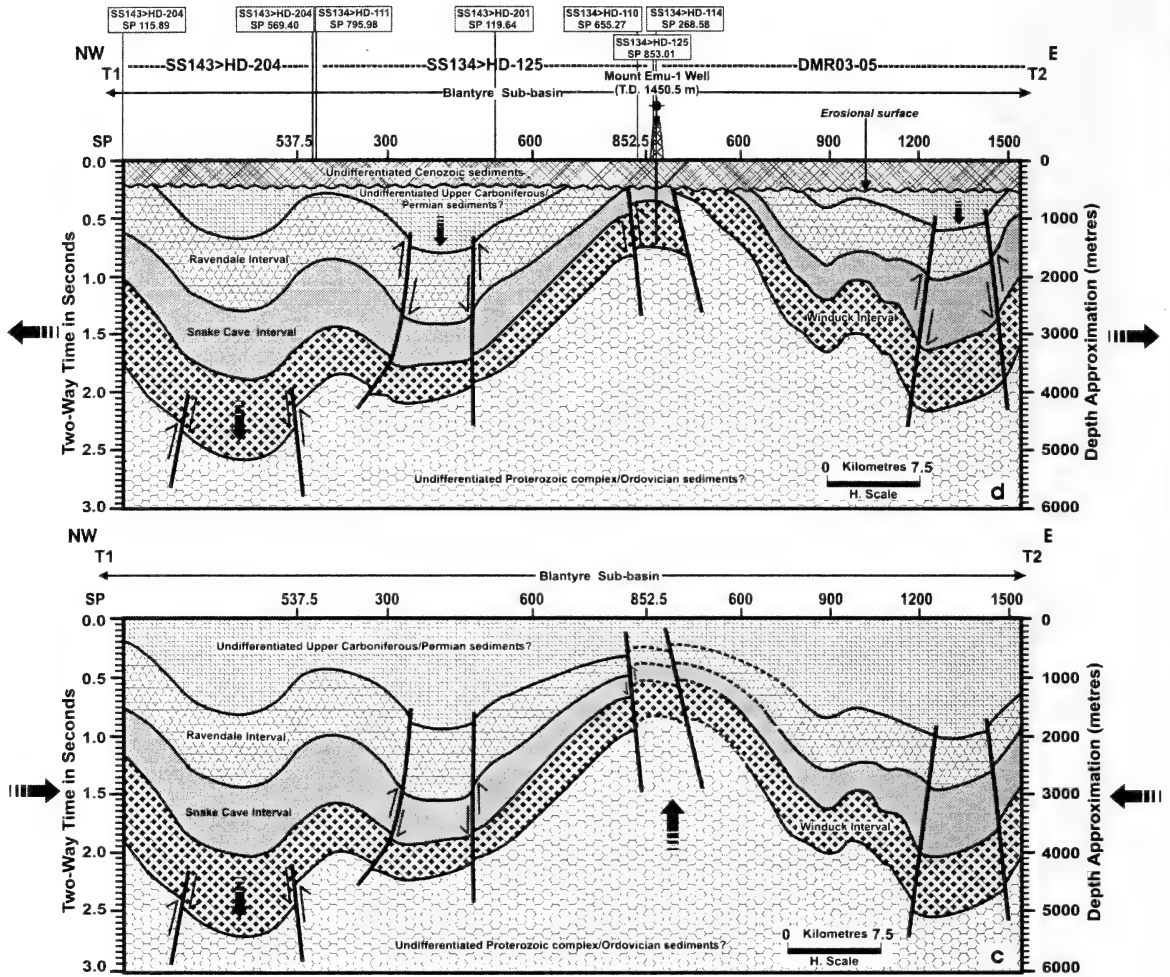 SS143>HD-204
SP 115.89
SS143>HD-204
SP 569.40
SS134>HD-111
SP 795.98
SS134>HD-201
SP 119.64
SS134>HD-110
SP 655.27
SS134>HD-114
SP 268.58
SS134>HD-125
SP 853.01
NW
E
T1
SS143>HD-204
SS134>HD-125
DMR03-05
T2
Mount Emu-1 Well
(T.D. 1450.5 m)
Blantyre Sub-basin
Erosional surface
SP 537.5 300 600 852.5 600 900 1200 1500
Undifferentiated Cenozoic sediments
Undifferentiated Upper Carboniferous/
Permian sediments?
Ravendale Interval
Snake Cave Interval
Winduck Interval
Undifferentiated Proterozoic complex/Ordovician sediments?
Two-Way Time in Seconds
0.0
0.5
1.0
1.5
2.0
2.5
3.0
Depth Approximation (metres)
0
1000
2000
3000
4000
5000
6000
0 Kilometres 7.5
H. Scale
d
NW
E
T1
T2
Blantyre Sub-basin
SP 537.5 300 600 852.5 600 900 1200 1500
Undifferentiated Upper Carboniferous/Permian sediments?
Ravendale Interval
Snake Cave Interval
Winduck Interval
Undifferentiated Proterozoic complex/Ordovician sediments?
Two-Way Time in Seconds
0.0
0.5
1.0
1.5
2.0
2.5
3.0
Depth Approximation (metres)
0
1000
2000
3000
4000
5000
6000
0 Kilometres 7.5
H. Scale
c